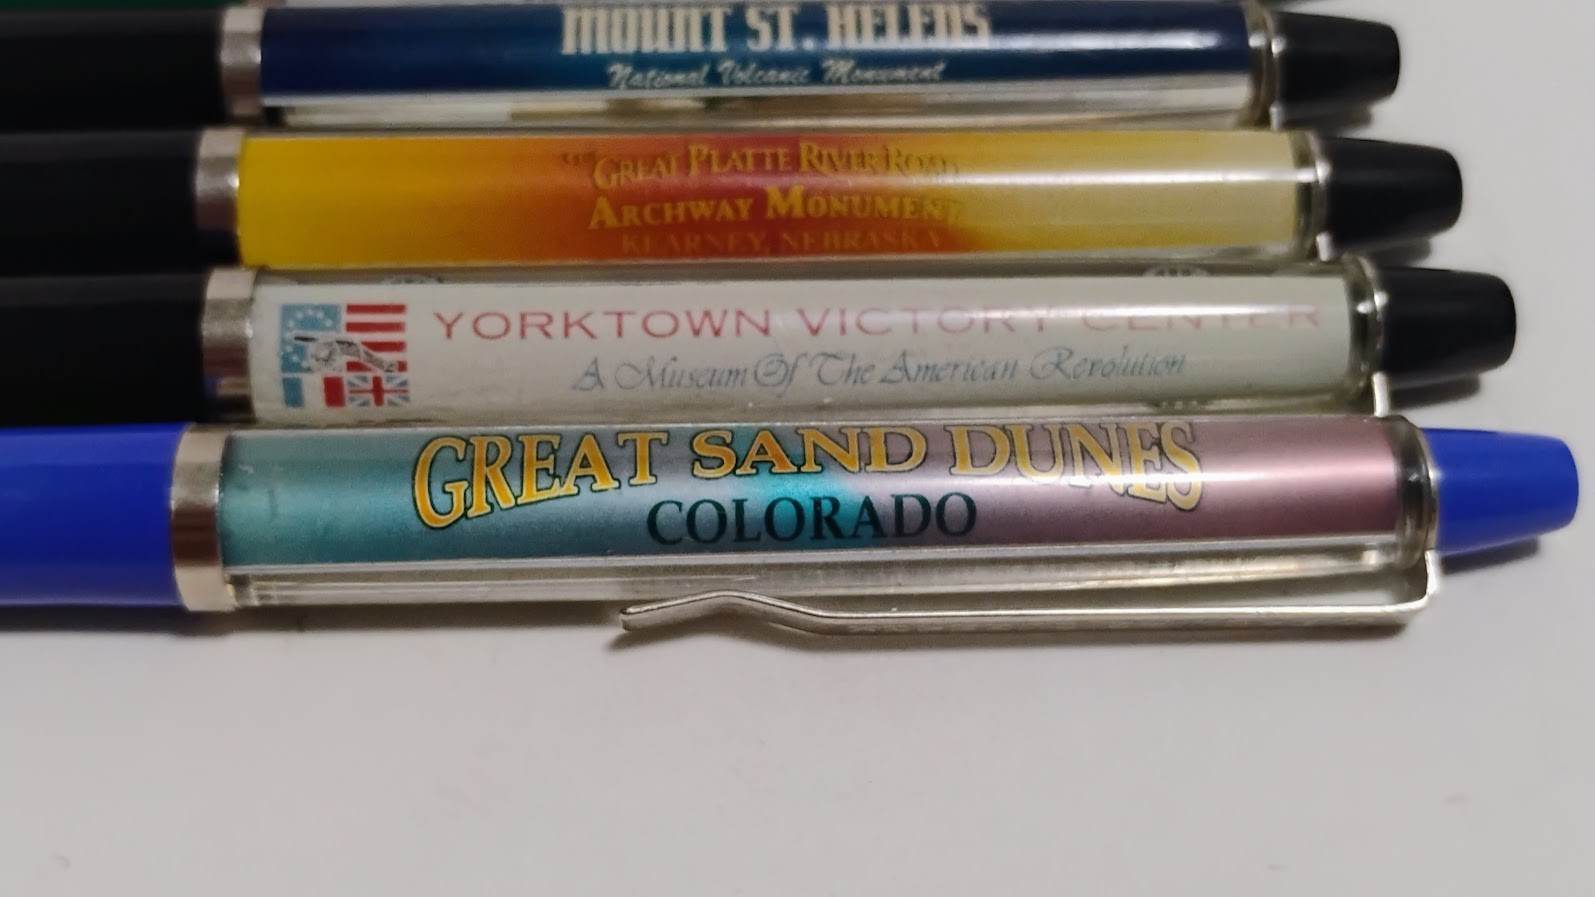 MOUNT ST. HELENS
National Volcanic Monument
THE GREAT PLATTE RIVER ROAD
ARCHWAY MONUMENT
KEARNEY, NEBRASKA
YORKTOWN VICTORY CENTER
A Museum Of The American Revolution
GREAT SAND DUNES
COLORADO